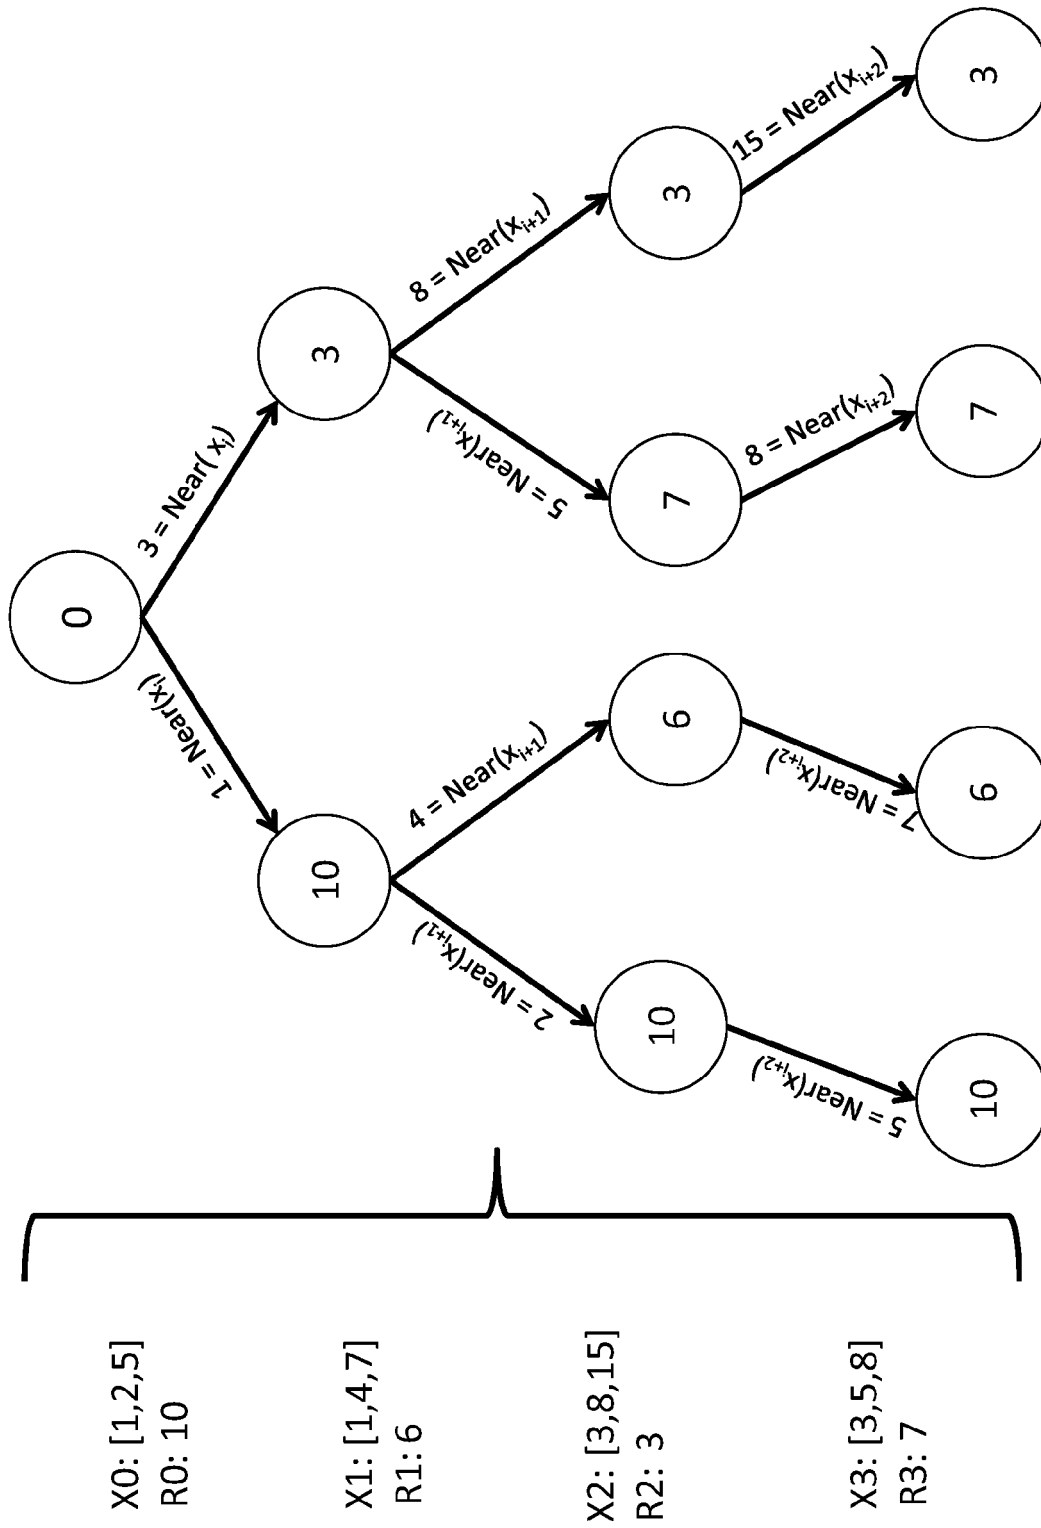 X0: [1,2,5]
R0: 10
X1: [1,4,7]
R1: 6
X2: [3,8,15]
R2: 3
X3: [3,5,8]
R3: 7
0
1 = Near(xᵢ)
3 = Near( xᵢ)
10
3
2 = Near(xᵢ₊₁)
4 = Near(xᵢ₊₁)
5 = Near(xᵢ₊₁)
8 = Near(xᵢ₊₁)
10
6
7
3
5 = Near(xᵢ₊₂)
7 = Near(xᵢ₊₂)
8 = Near(xᵢ₊₂)
15 = Near(xᵢ₊₂)
10
6
7
3